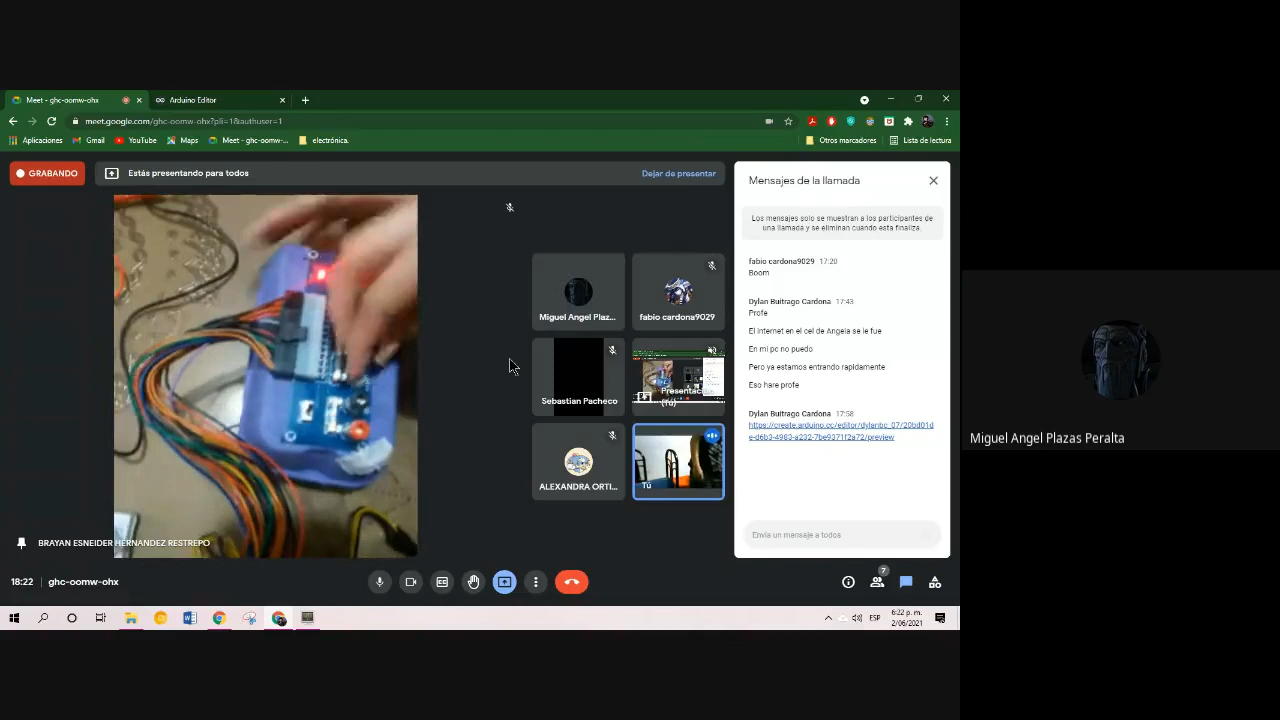 Meet - ghc-oomw-ohx
Arduino Editor
meet.google.com/ghc-oomw-ohx?pli=1&authuser=1
Aplicaciones
Gmail
YouTube
Maps
Meet - ghc-oomw-...
electrónica.
Otros marcadores
Lista de lectura
GRABANDO
Estás presentando para todos
Dejar de presentar
Miguel Angel Plaz...
fabio cardona9029
Sebastian Pacheco
Presentación
(Tú)
ALEXANDRA ORTI...
Tú
BRAYAN ESNEIDER HERNANDEZ RESTREPO
Mensajes de la llamada
Los mensajes solo se muestran a los participantes de
una llamada y se eliminan cuando esta finaliza.
fabio cardona9029 17:20
Boom
Dylan Buitrago Cardona 17:43
Profe
El internet en el cel de Angela se le fue
En mi pc no puedo
Pero ya estamos entrando rapidamente
Eso hare profe
Dylan Buitrago Cardona 17:58
https://create.arduino.cc/editor/dylanbc_07/20bd01d
e-d6b3-4983-a232-7be9371f2a72/preview
Envía un mensaje a todos
18:22 | ghc-oomw-ohx
7
ESP
6:22 p. m.
2/06/2021
Miguel Angel Plazas Peralta